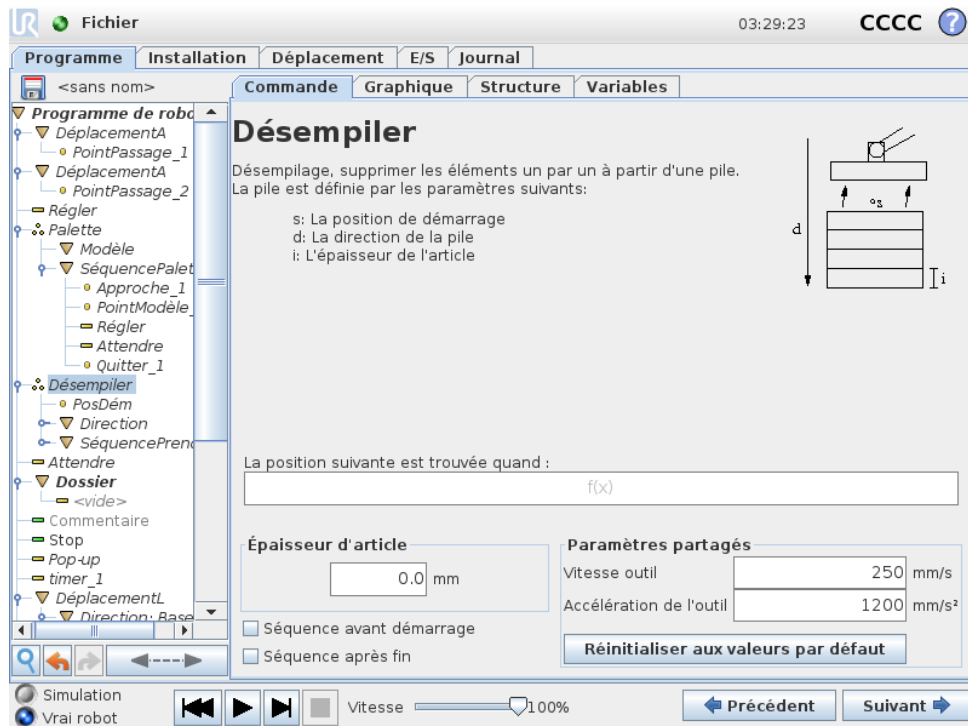 UR Fichier 03:29:23 CCCC ?
Programme Installation Déplacement E/S Journal
<sans nom> Commande Graphique Structure Variables
Programme de robo
DéplacementA
PointPassage_1
DéplacementA
PointPassage_2
Régler
Palette
Modèle
SéquencePalet
Approche_1
PointModèle_
Régler
Attendre
Quitter_1
Désempiler
PosDém
Direction
SéquencePrend
Attendre
Dossier
<vide>
Commentaire
Stop
Pop-up
timer_1
DéplacementL
Direction: Base
Désempiler
Désempilage, supprimer les éléments un par un à partir d'une pile.
La pile est définie par les paramètres suivants:
s: La position de démarrage
d: La direction de la pile
i: L'épaisseur de l'article
d
s
i
La position suivante est trouvée quand :
f(x)
Épaisseur d'article
0.0 mm
Séquence avant démarrage
Séquence après fin
Paramètres partagés
Vitesse outil 250 mm/s
Accélération de l'outil 1200 mm/s²
Réinitialiser aux valeurs par défaut
Simulation
Vrai robot
Vitesse 100%
Précédent Suivant